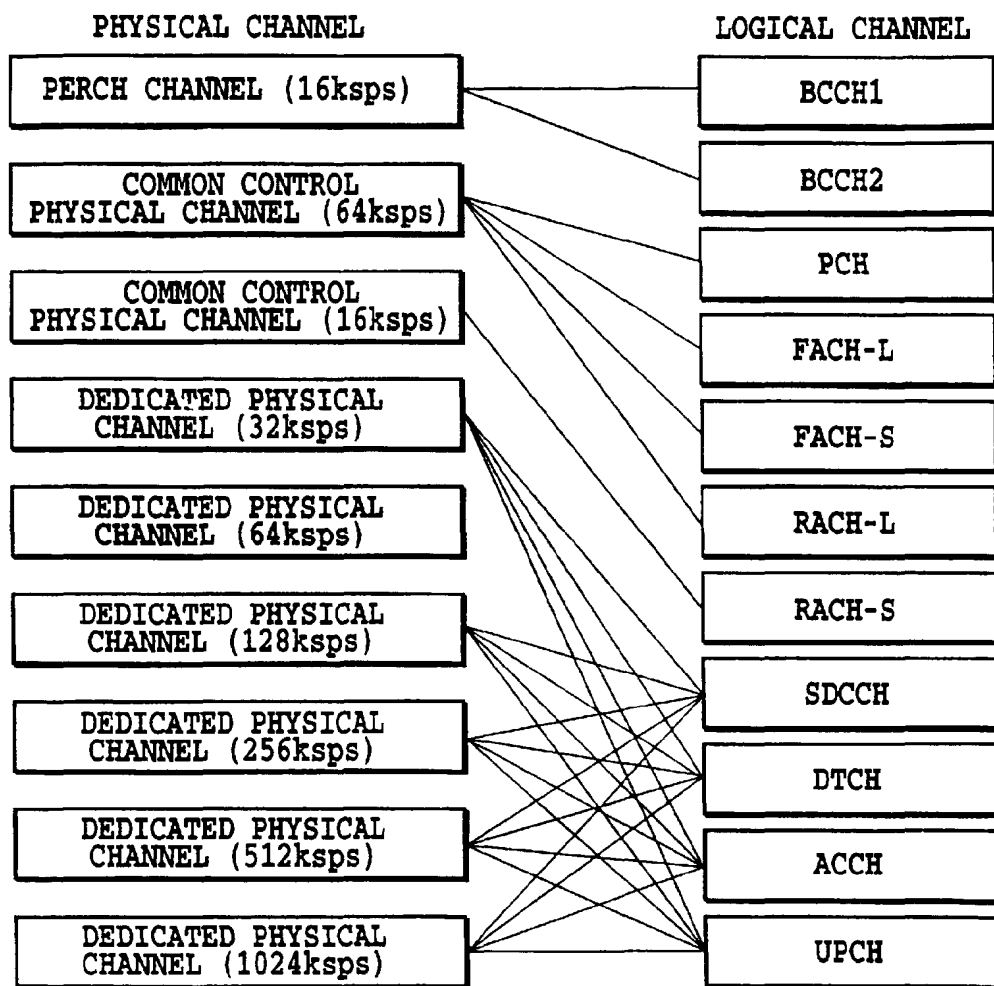 PHYSICAL CHANNEL
PERCH CHANNEL (16ksps)
COMMON CONTROL
PHYSICAL CHANNEL (64ksps)
COMMON CONTROL
PHYSICAL CHANNEL (16ksps)
DEDICATED PHYSICAL
CHANNEL (32ksps)
DEDICATED PHYSICAL
CHANNEL (64ksps)
DEDICATED PHYSICAL
CHANNEL (128ksps)
DEDICATED PHYSICAL
CHANNEL (256ksps)
DEDICATED PHYSICAL
CHANNEL (512ksps)
DEDICATED PHYSICAL
CHANNEL (1024ksps)
LOGICAL CHANNEL
BCCH1
BCCH2
PCH
FACH-L
FACH-S
RACH-L
RACH-S
SDCCH
DTCH
ACCH
UPCH